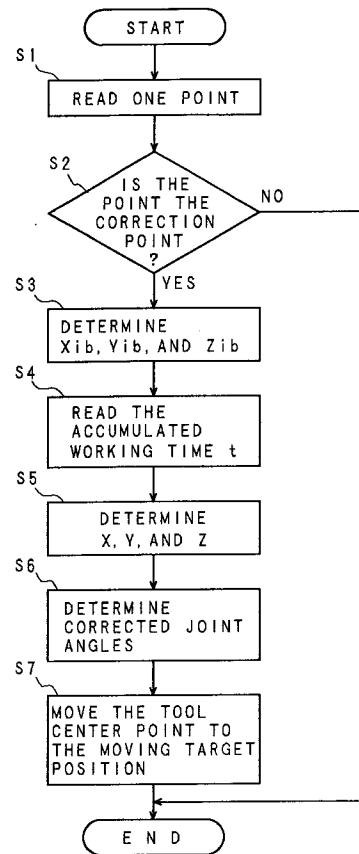 START
S1
READ ONE POINT
S2
IS THE
POINT THE
CORRECTION
POINT
?
NO
YES
S3
DETERMINE
Xib, Yib, AND Zib
S4
READ THE
ACCUMULATED
WORKING TIME t
S5
DETERMINE
X, Y, AND Z
S6
DETERMINE
CORRECTED JOINT
ANGLES
S7
MOVE THE TOOL
CENTER POINT TO
THE MOVING TARGET
POSITION
END